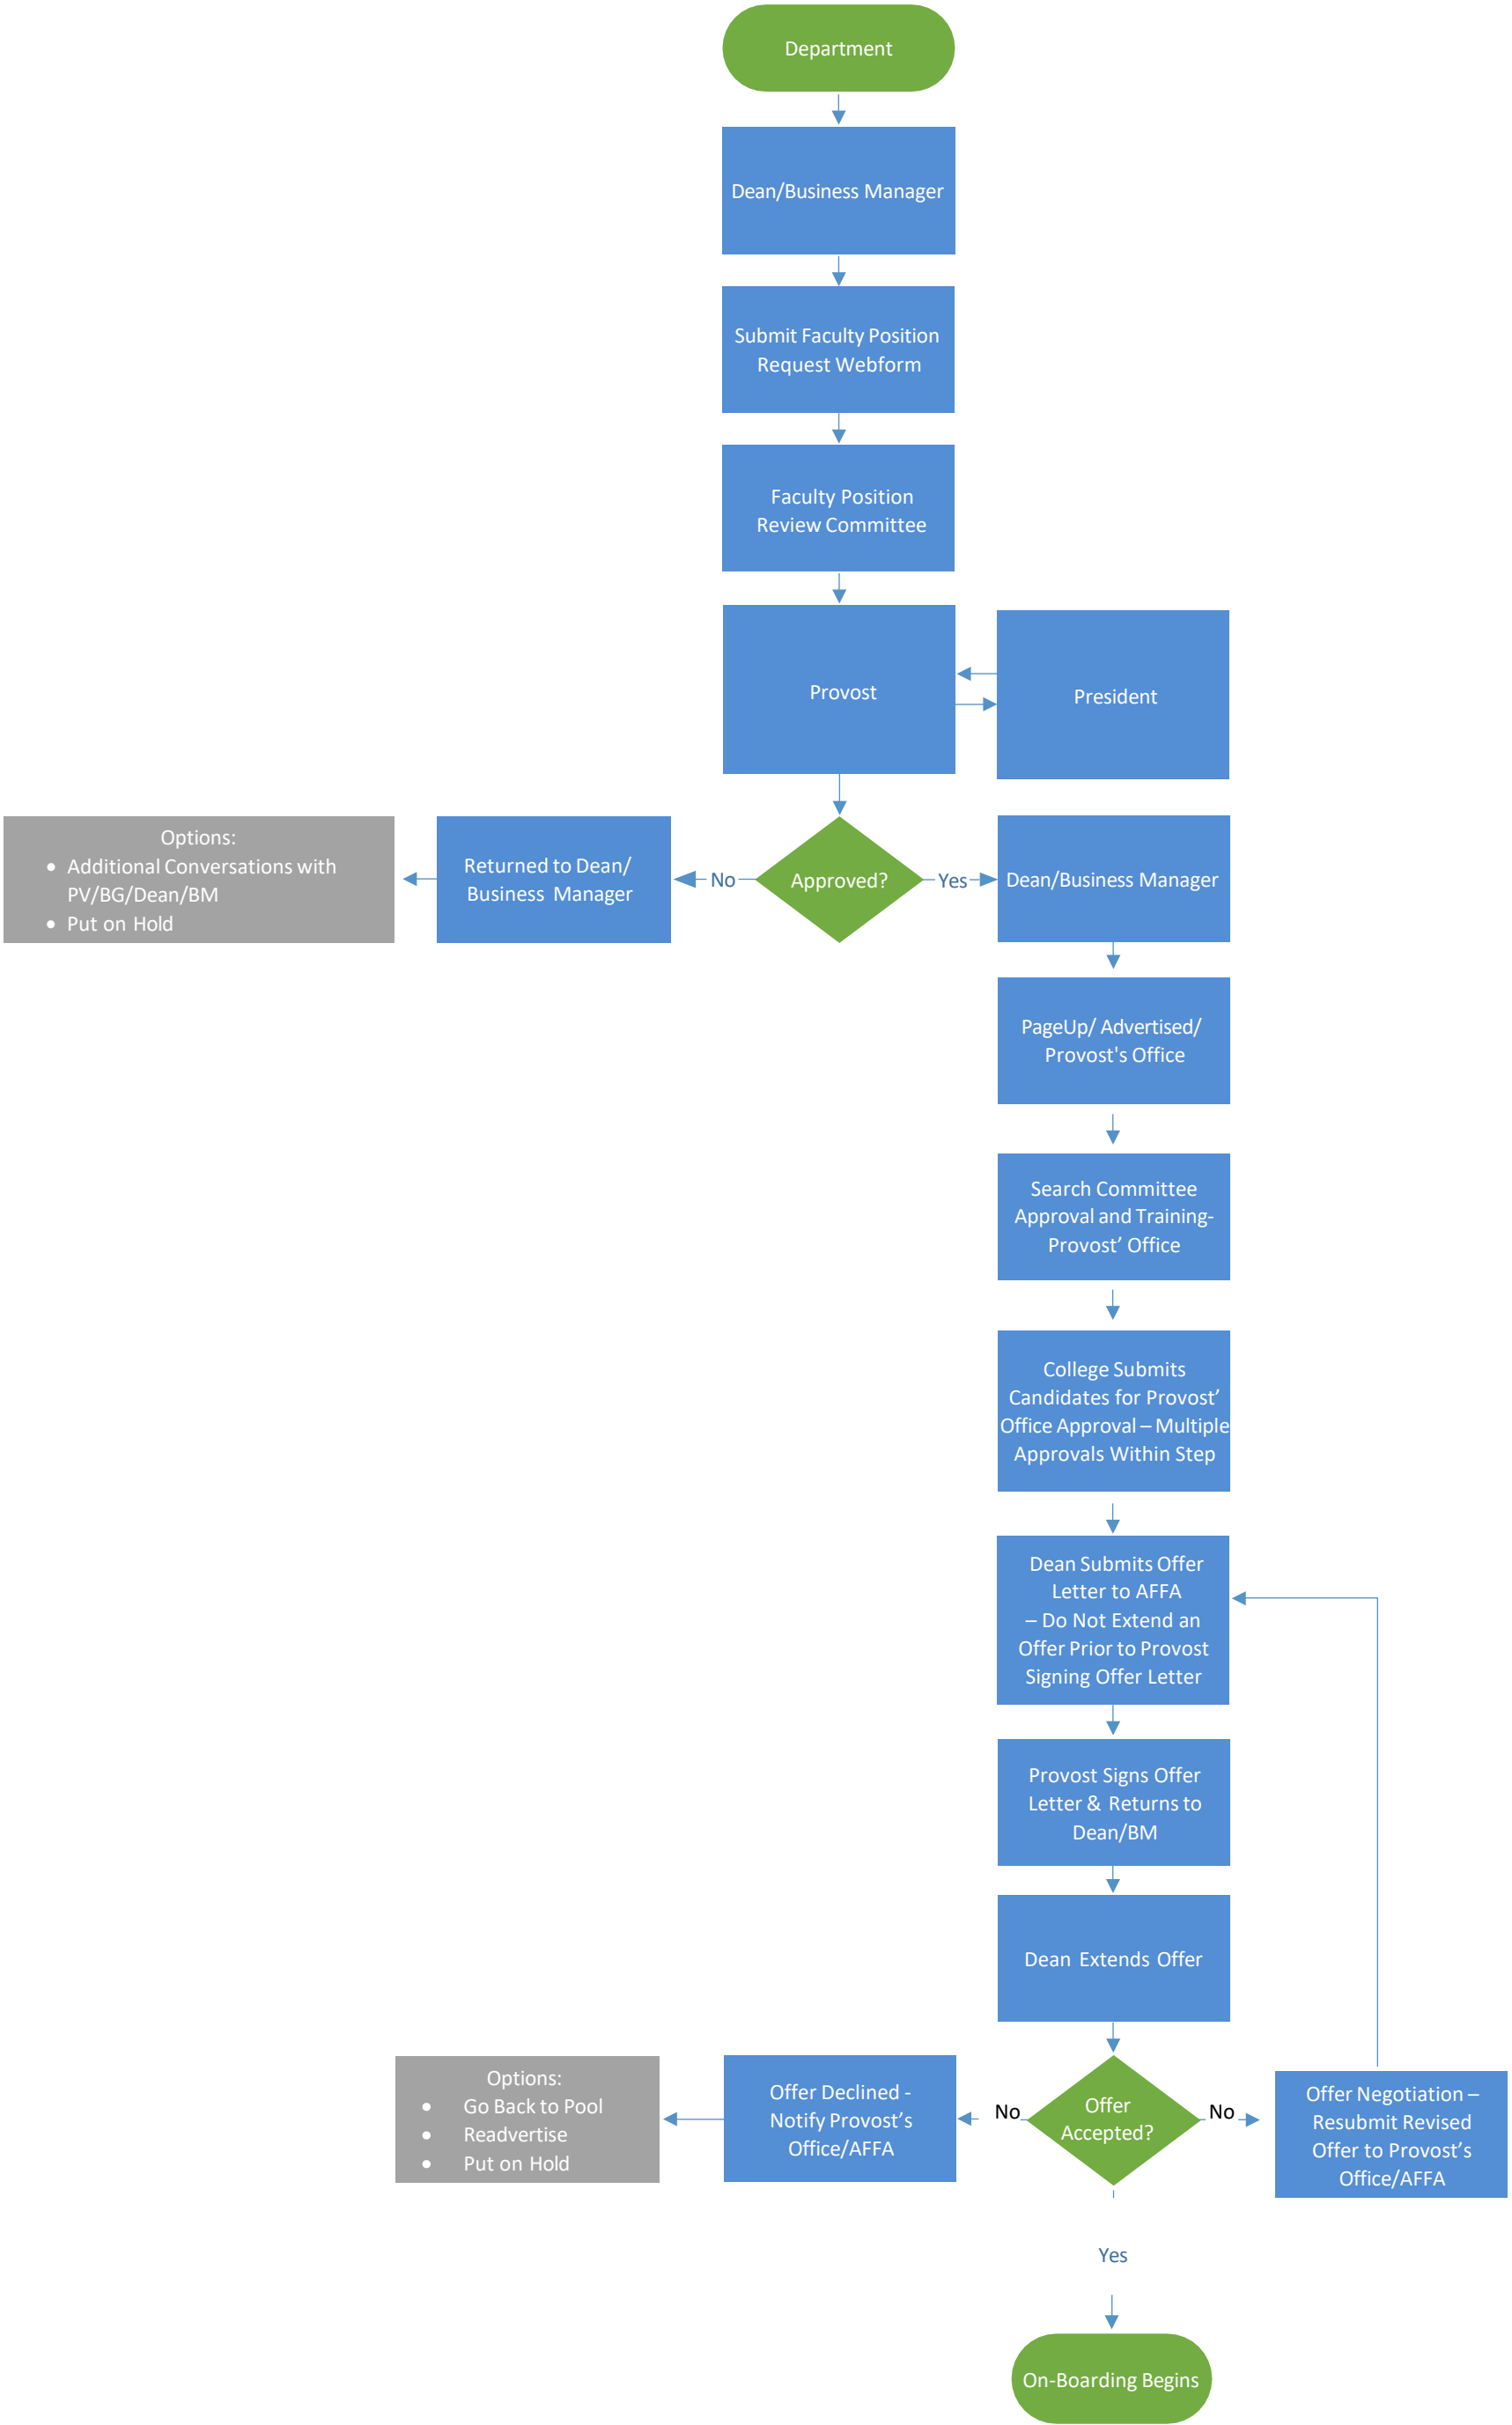 Department
Dean/Business Manager
Submit Faculty Position
Request Webform
Faculty Position
Review Committee
Provost
President
Options:
• Additional Conversations with
PV/BG/Dean/BM
• Put on Hold
Returned to Dean/
Business Manager
No
Approved?
Yes
Dean/Business Manager
PageUp/ Advertised/
Provost's Office
Search Committee
Approval and Training-
Provost’ Office
College Submits
Candidates for Provost’
Office Approval – Multiple
Approvals Within Step
Dean Submits Offer
Letter to AFFA
– Do Not Extend an
Offer Prior to Provost
Signing Offer Letter
Provost Signs Offer
Letter & Returns to
Dean/BM
Dean Extends Offer
Options:
• Go Back to Pool
• Readvertise
• Put on Hold
Offer Declined -
Notify Provost’s
Office/AFFA
No
Offer
Accepted?
No
Offer Negotiation –
Resubmit Revised
Offer to Provost’s
Office/AFFA
Yes
On-Boarding Begins